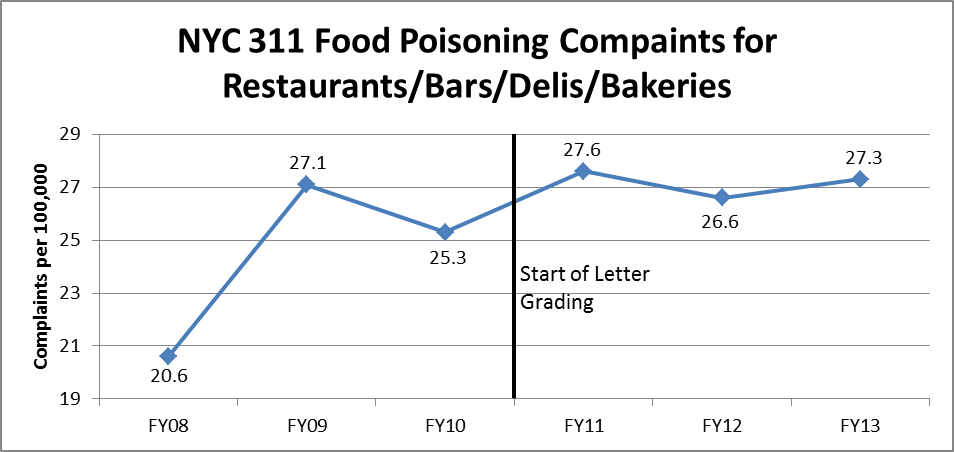 NYC 311 Food Poisoning Compaints for
Restaurants/Bars/Delis/Bakeries
Complaints per 100,000
29
27
25
23
21
19
20.6
27.1
25.3
27.6
26.6
27.3
Start of Letter
Grading
FY08
FY09
FY10
FY11
FY12
FY13